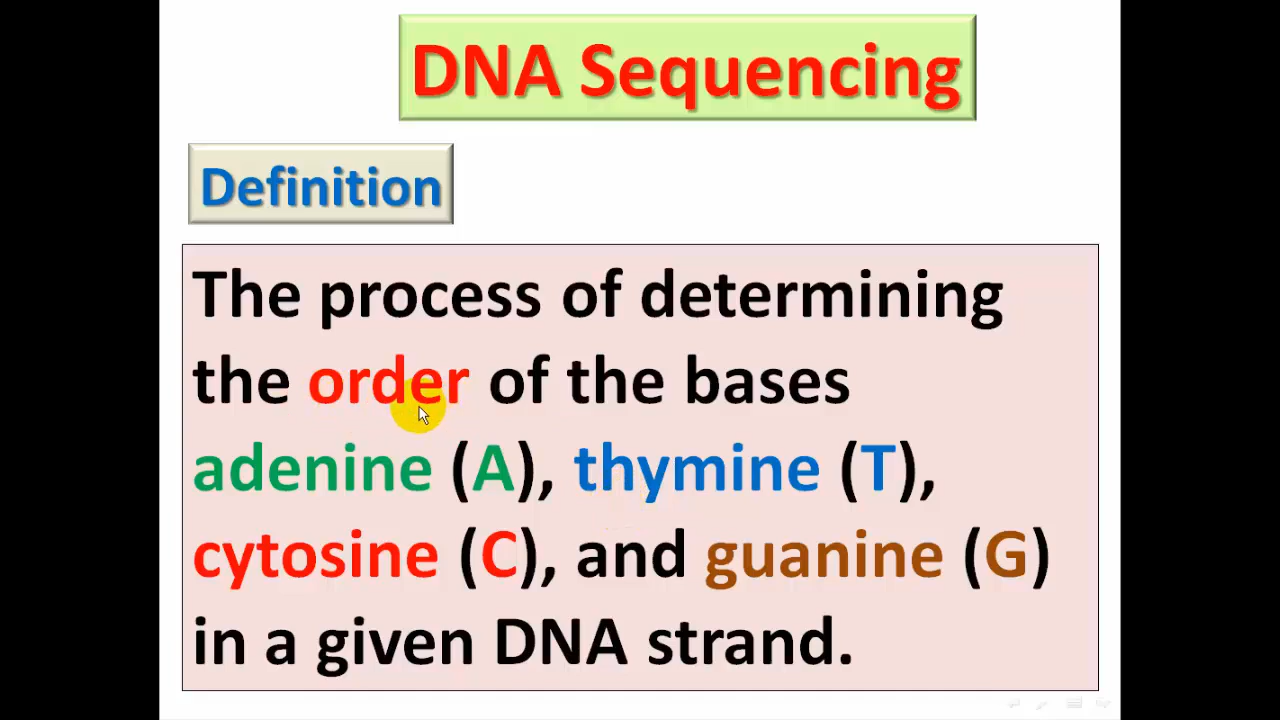 DNA Sequencing
Definition
The process of determining
the order of the bases
adenine (A), thymine (T),
cytosine (C), and guanine (G)
in a given DNA strand.